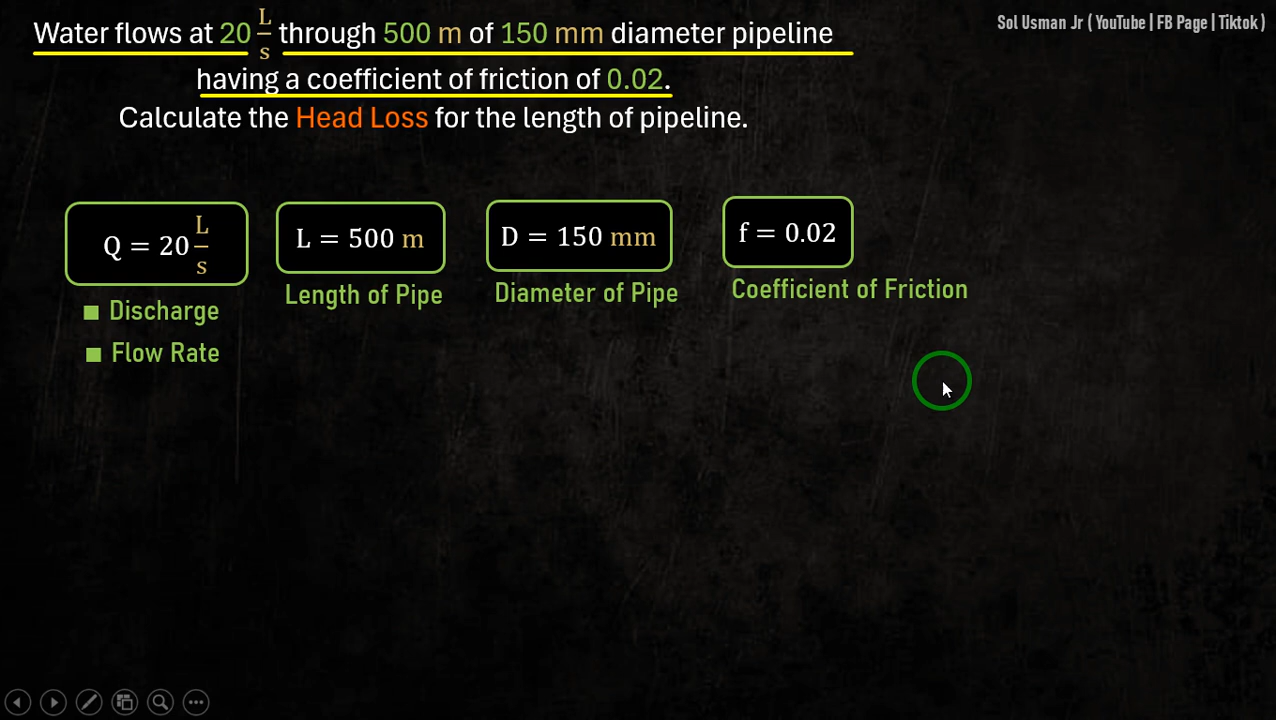 Water flows at 20 L/s through 500 m of 150 mm diameter pipeline
having a coefficient of friction of 0.02.
Calculate the Head Loss for the length of pipeline.
Sol Usman Jr ( YouTube | FB Page | Tiktok )
Q = 20 L/s
L = 500 m
D = 150 mm
f = 0.02
■ Discharge
■ Flow Rate
Length of Pipe
Diameter of Pipe
Coefficient of Friction